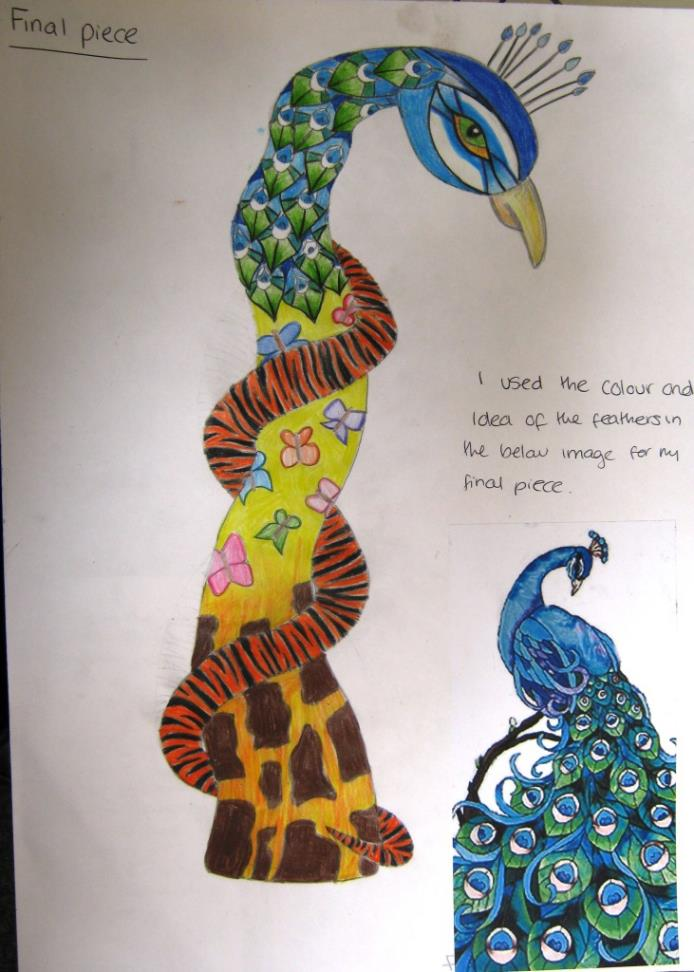 Final piece
I used the colour and
Idea of the feathers in
the below image for my
final piece.